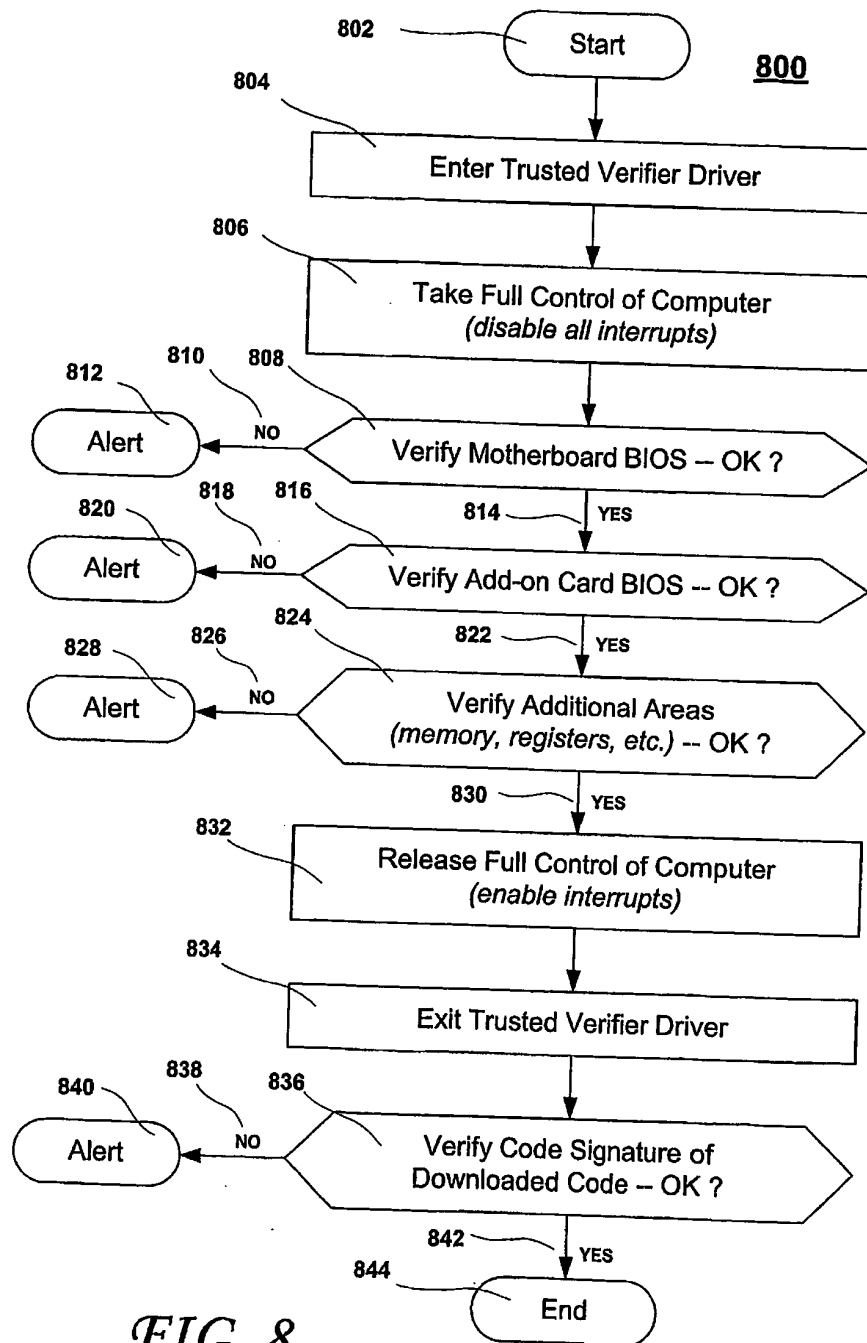 802
Start
800
804
Enter Trusted Verifier Driver
806
Take Full Control of Computer
(disable all interrupts)
812
810
808
Alert
NO
Verify Motherboard BIOS -- OK ?
814
YES
820
818
816
Alert
NO
Verify Add-on Card BIOS -- OK ?
822
YES
828
826
824
Alert
NO
Verify Additional Areas
(memory, registers, etc.) -- OK ?
830
YES
832
Release Full Control of Computer
(enable interrupts)
834
Exit Trusted Verifier Driver
840
838
836
Alert
NO
Verify Code Signature of
Downloaded Code -- OK ?
842
YES
844
End
FIG. 8